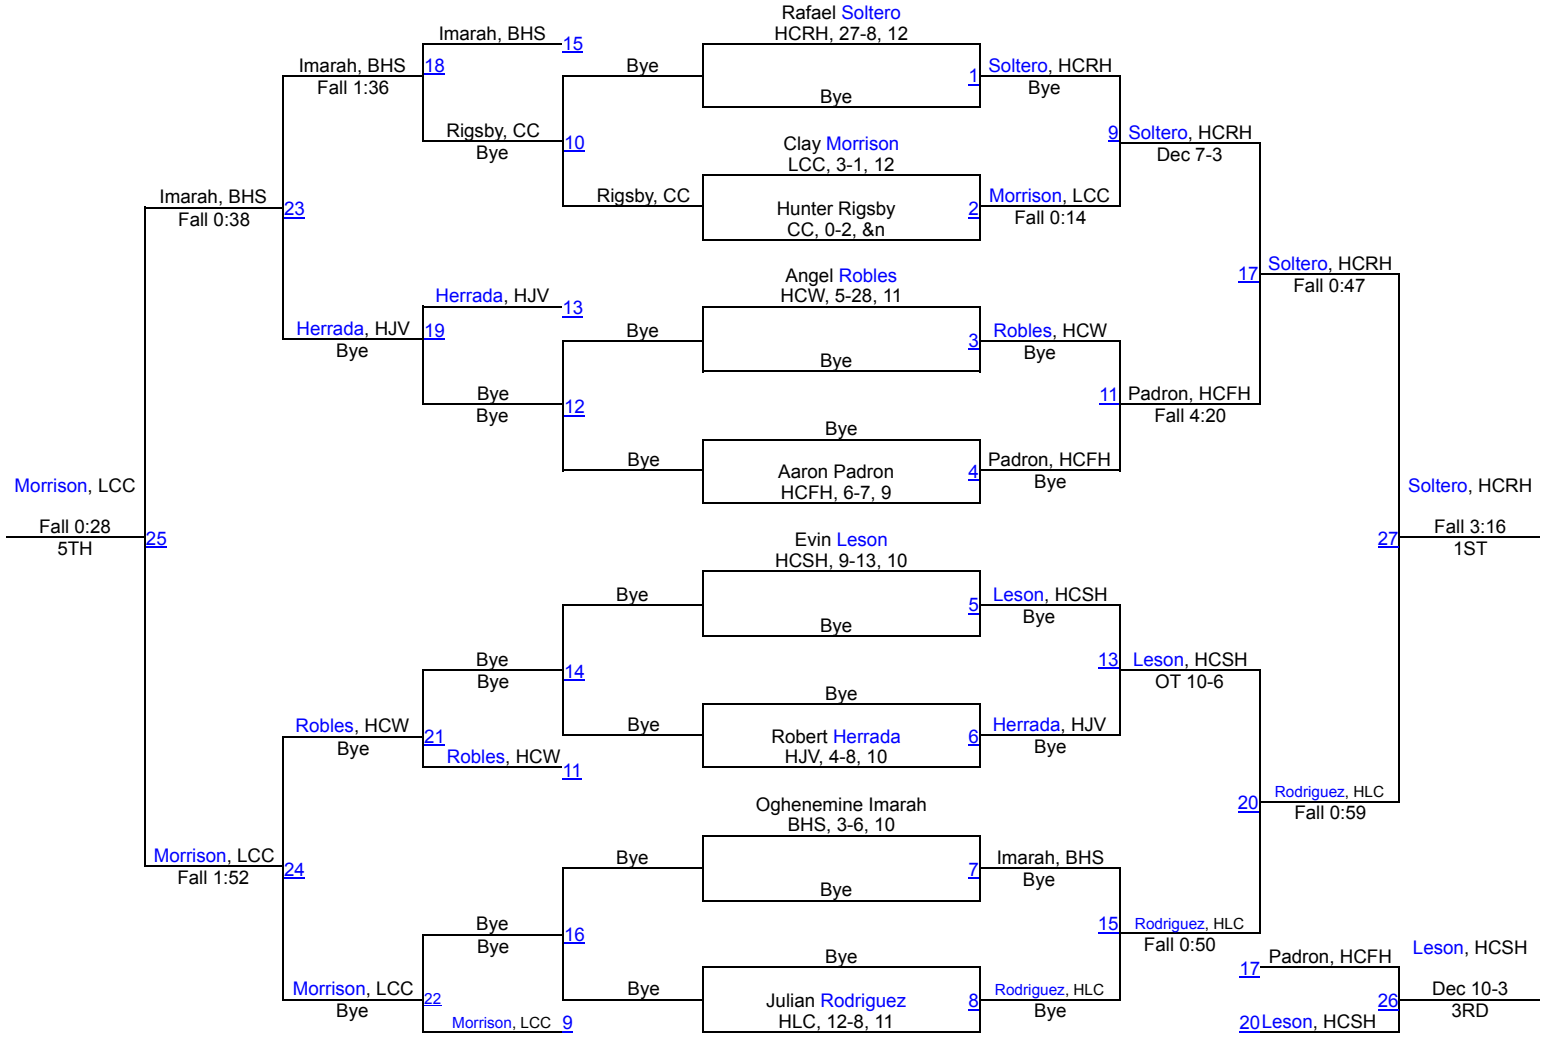 Rafael Soltero
HCRH, 27-8, 12
Imarah, BHS
15
Imarah, BHS
18
Bye
1
Soltero, HCRH
Fall 1:36
Bye
Bye
Rigsby, CC
10
Clay Morrison
9
Soltero, HCRH
Bye
LCC, 3-1, 12
Dec 7-3
Imarah, BHS
23
Rigsby, CC
Hunter Rigsby
2
Morrison, LCC
Fall 0:38
CC, 0-2, &n
Fall 0:14
Angel Robles
17
Soltero, HCRH
Herrada, HJV
13
HCW, 5-28, 11
Fall 0:47
Herrada, HJV
19
Bye
3
Robles, HCW
Bye
Bye
Bye
Bye
12
11
Padron, HCFH
Bye
Bye
Fall 4:20
Bye
Aaron Padron
4
Padron, HCFH
Morrison, LCC
HCFH, 6-7, 9
Bye
Soltero, HCRH
Fall 0:28
25
Evin Leson
27
Fall 3:16
5TH
HCSH, 9-13, 10
1ST
Bye
5
Leson, HCSH
Bye
Bye
Bye
14
13
Leson, HCSH
Bye
Bye
OT 10-6
Robles, HCW
21
Bye
Robert Herrada
6
Herrada, HJV
Bye
Robles, HCW
11
HJV, 4-8, 10
Bye
Oghenemine Imarah
20
Rodriguez, HLC
BHS, 3-6, 10
Fall 0:59
Morrison, LCC
24
Bye
7
Imarah, BHS
Fall 1:52
Bye
Bye
Bye
16
15
Rodriguez, HLC
Bye
Bye
Fall 0:50
17
Padron, HCFH
Leson, HCSH
Morrison, LCC
22
Bye
Julian Rodriguez
8
Rodriguez, HLC
26
Dec 10-3
Bye
Morrison, LCC
9
HLC, 12-8, 11
Bye
20
Leson, HCSH
3RD